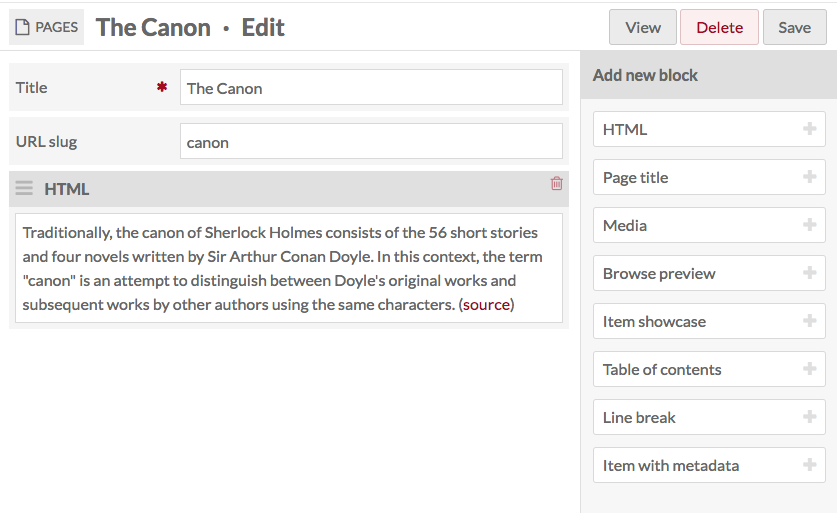 PAGES The Canon • Edit View Delete Save
Title * The Canon
URL slug canon
HTML
Traditionally, the canon of Sherlock Holmes consists of the 56 short stories
and four novels written by Sir Arthur Conan Doyle. In this context, the term
"canon" is an attempt to distinguish between Doyle's original works and
subsequent works by other authors using the same characters. (source)
Add new block
HTML
Page title
Media
Browse preview
Item showcase
Table of contents
Line break
Item with metadata